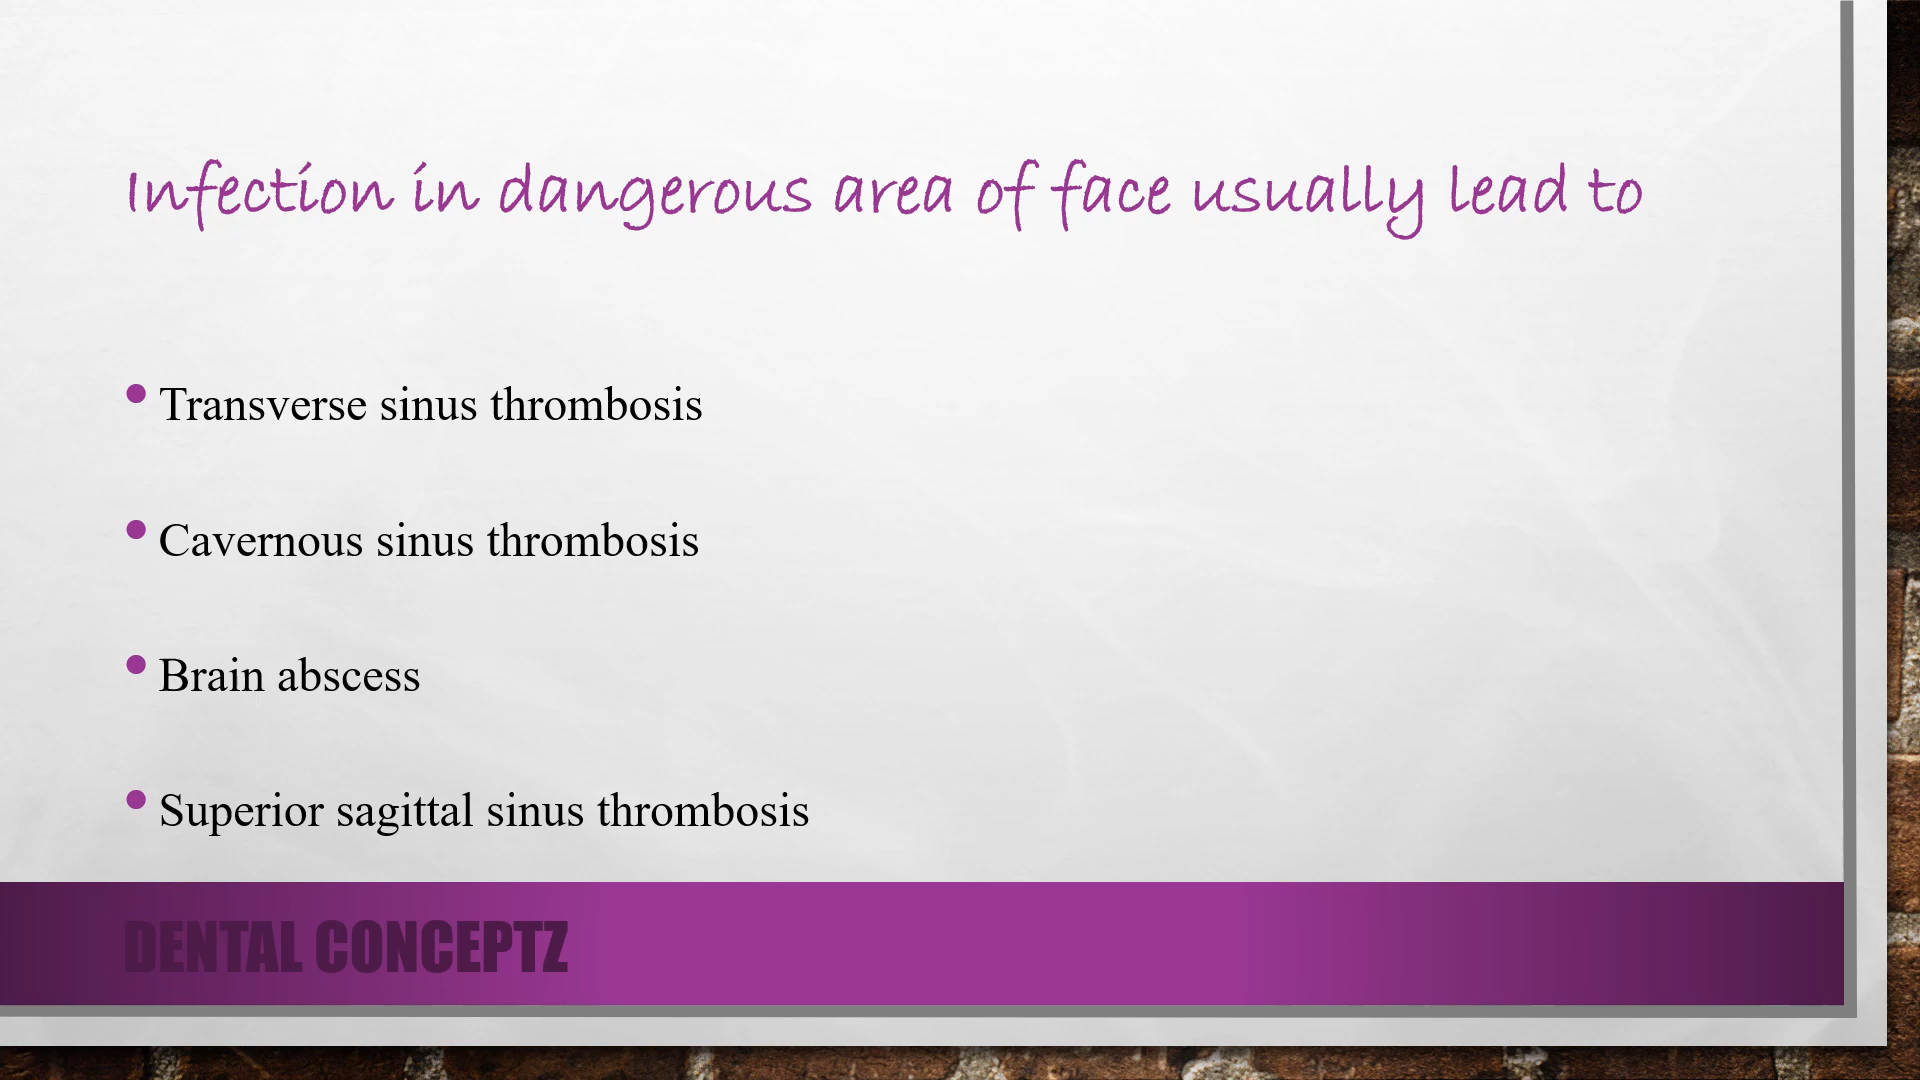 Infection in dangerous area of face usually lead to
• Transverse sinus thrombosis
• Cavernous sinus thrombosis
• Brain abscess
• Superior sagittal sinus thrombosis
DENTAL CONCEPTZ